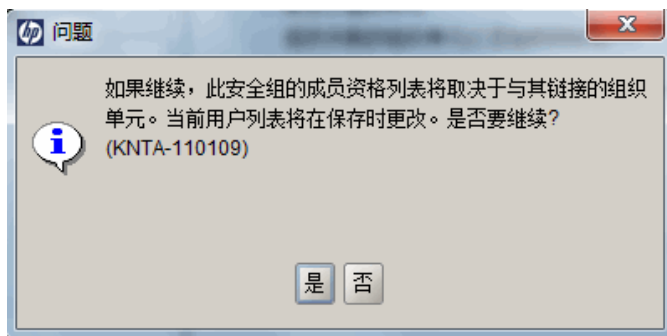 hp 问题
如果继续，此安全组的成员资格列表将取决于与其链接的组织
单元。当前用户列表将在保存时更改。是否要继续?
(KNTA-110109)
是 否